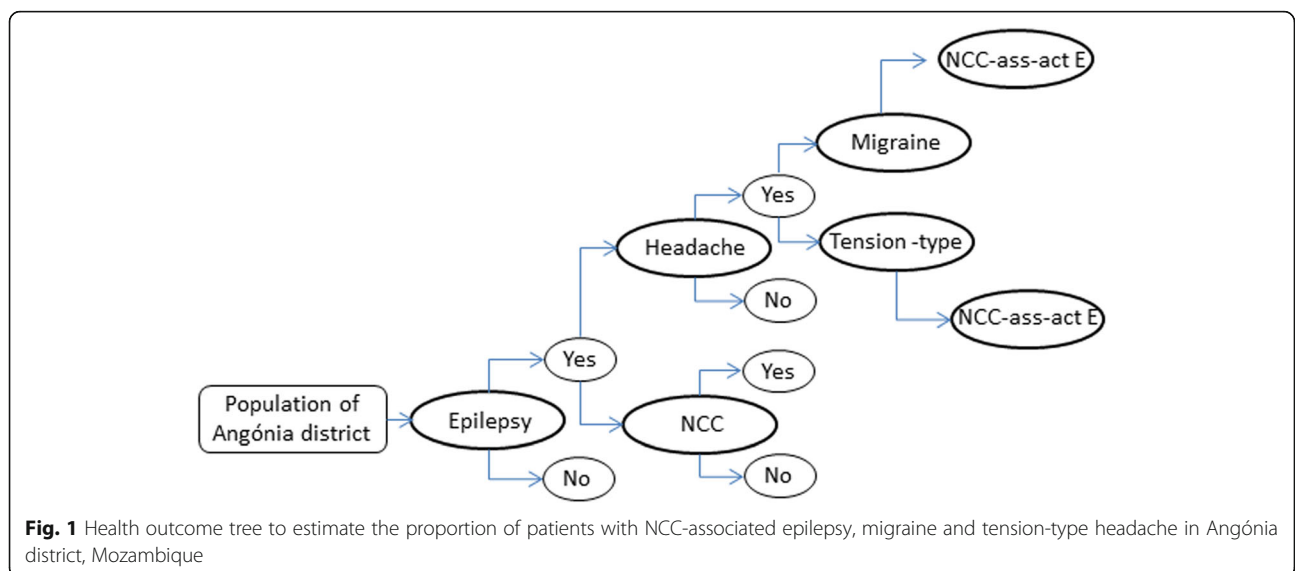 NCC-ass-act E
Migraine
Yes
Headache
Tension -type
No
NCC-ass-act E
Yes
Yes
Population of
Angónia district
Epilepsy
NCC
No
No
Fig. 1 Health outcome tree to estimate the proportion of patients with NCC-associated epilepsy, migraine and tension-type headache in Angónia
district, Mozambique